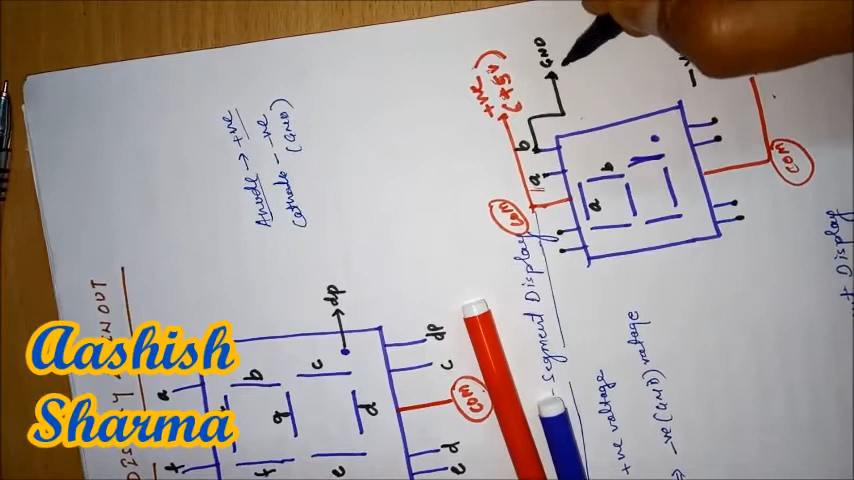 Anode → +ve
Cathode - -ve
(GND)
+ve
(+5V)
GND
b
a
com
a
b
com
Segment Display
+ Display
+ve voltage
→ -ve (GND) voltage
a
f
b
c
g
d
f
e
dp
dp
c
com
d
e
Aashish
Sharma